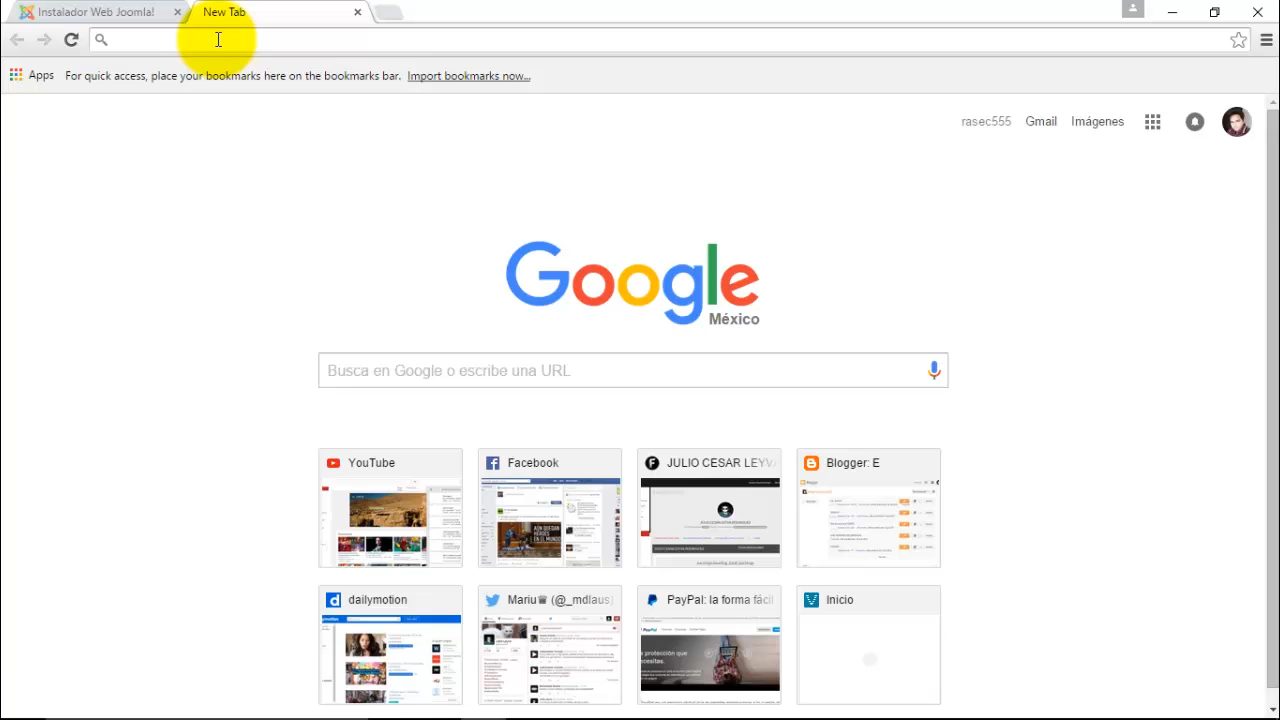 Instalador Web Joomla!
New Tab
Apps
For quick access, place your bookmarks here on the bookmarks bar. Import bookmarks now...
rasec555 Gmail Imágenes
Google
México
Busca en Google o escribe una URL
YouTube
Facebook
JULIO CESAR LEYV
Blogger: E
dailymotion
Mariu♛ (@_mdlaus
PayPal: la forma fácil
Inicio